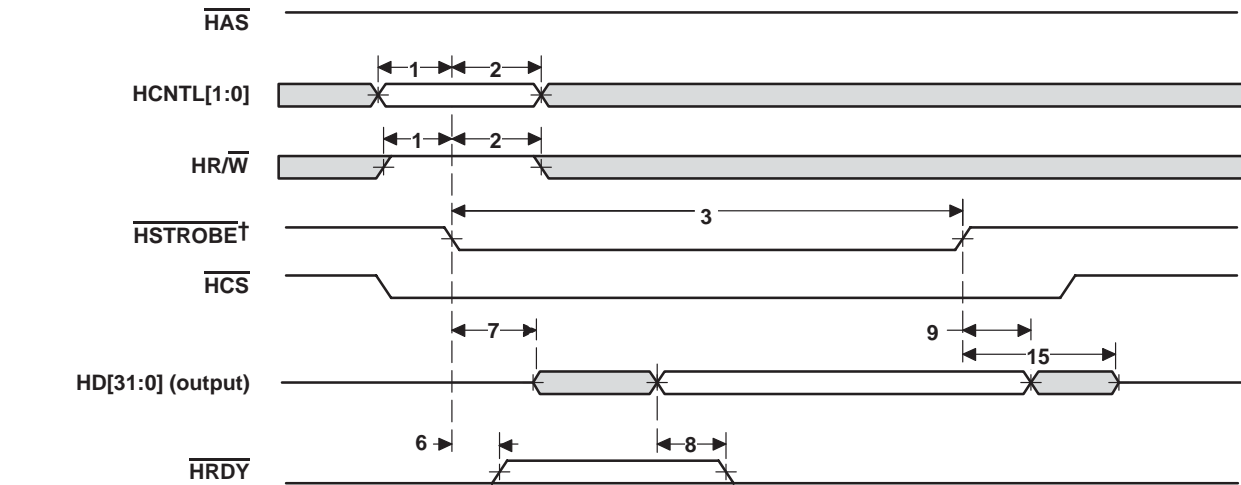 HAS
1 2
HCNTL[1:0]
1 2
HR/W
3
HSTROBE†
HCS
7 9
15
HD[31:0] (output)
6 8
HRDY